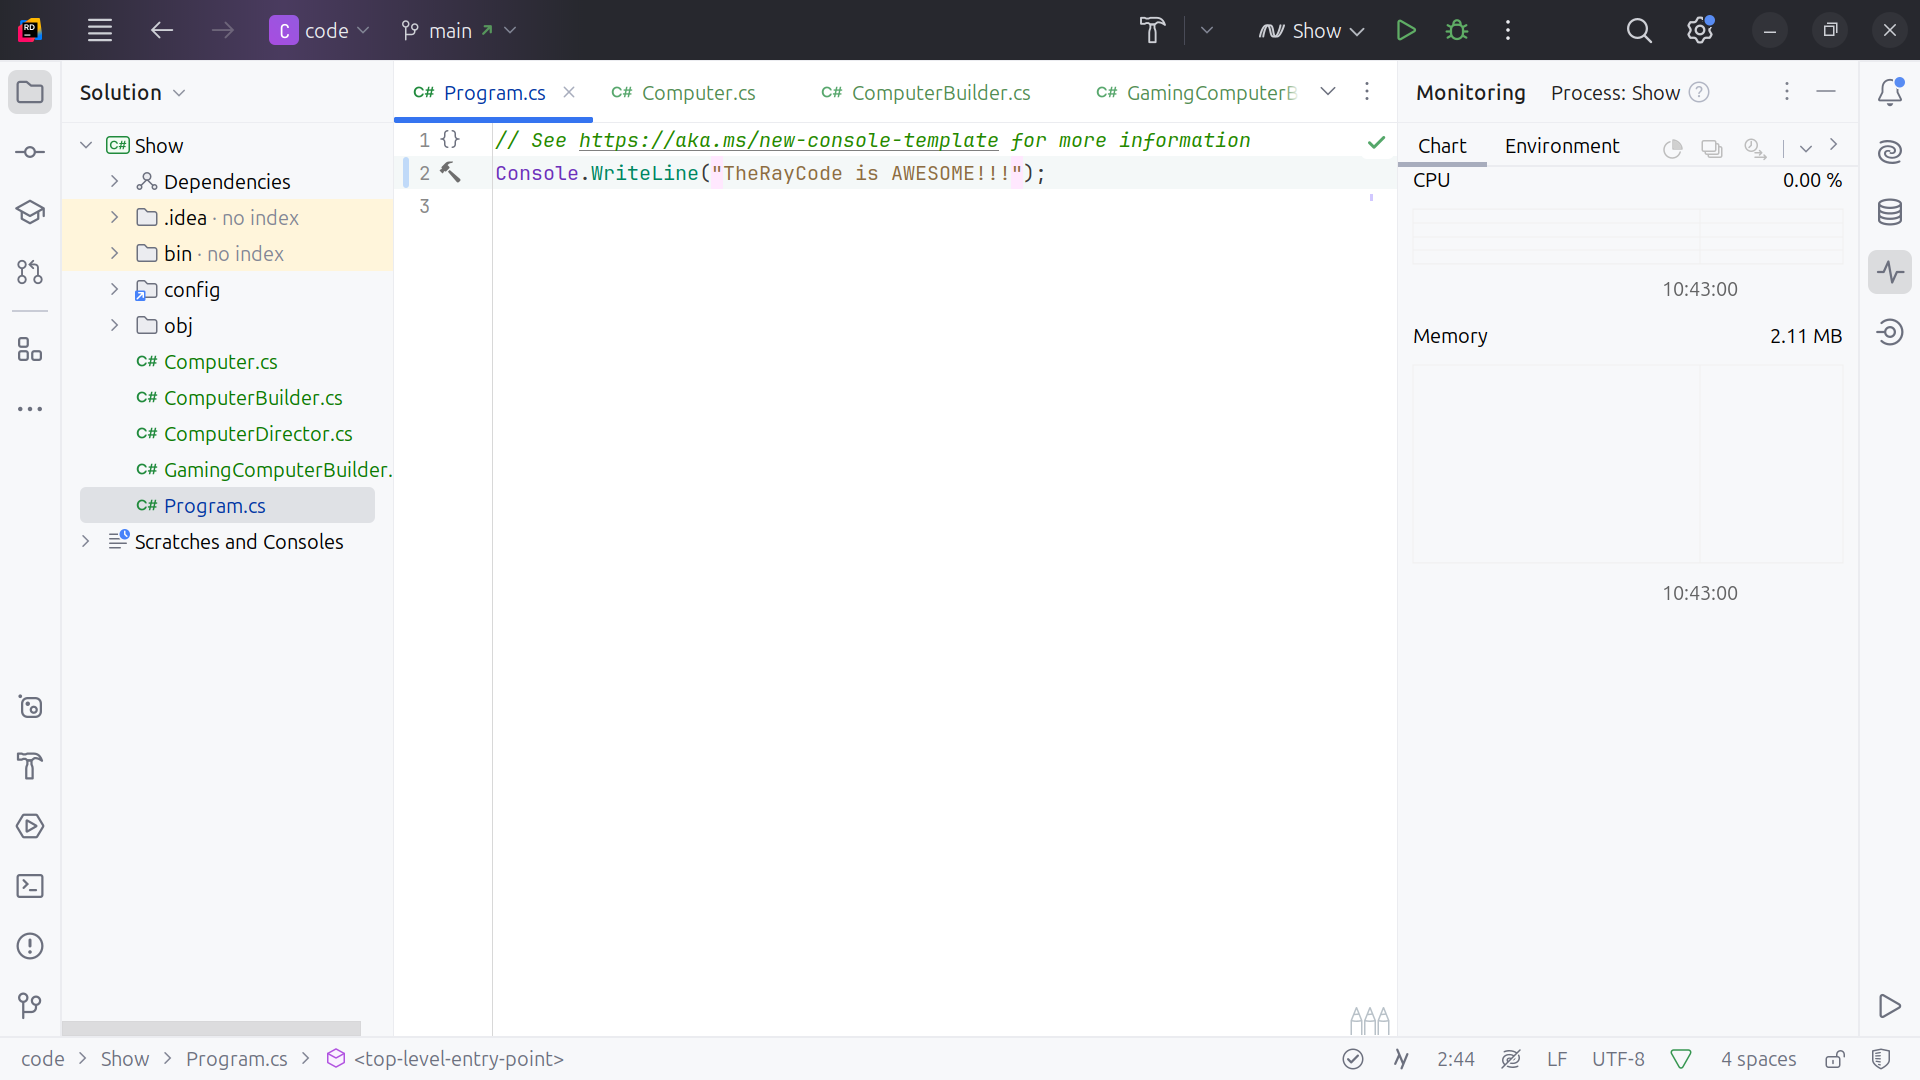 RD
C code
main
Show
Solution
Show
Dependencies
.idea · no index
bin · no index
config
obj
C# Computer.cs
C# ComputerBuilder.cs
C# ComputerDirector.cs
C# GamingComputerBuilder.
C# Program.cs
Scratches and Consoles
C# Program.cs
C# Computer.cs
C# ComputerBuilder.cs
C# GamingComputerB
1 {} // See https://aka.ms/new-console-template for more information
2 Console.WriteLine("TheRayCode is AWESOME!!!");
3
Monitoring Process: Show ?
Chart Environment
CPU 0.00 %
10:43:00
Memory 2.11 MB
10:43:00
code > Show > Program.cs > <top-level-entry-point>
2:44 LF UTF-8 4 spaces